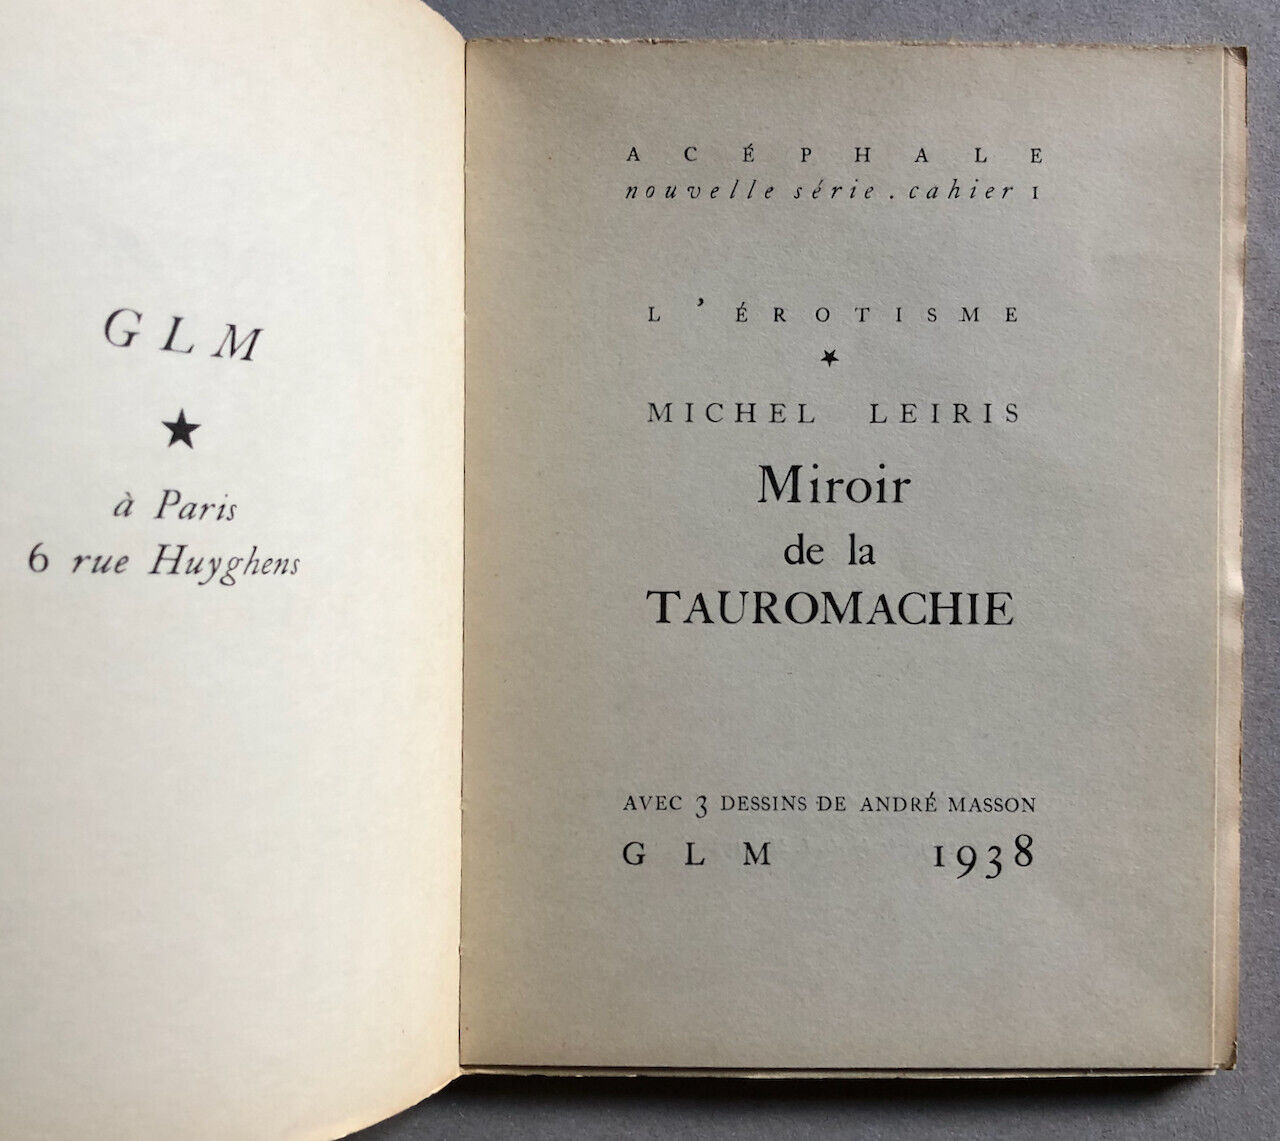 GLM
★
à Paris
6 rue Huyghens
ACÉPHALE
nouvelle série . cahier 1
L'ÉROTISME
★
MICHEL LEIRIS
Miroir
de la
TAUROMACHIE
AVEC 3 DESSINS DE ANDRÉ MASSON
GLM 1938